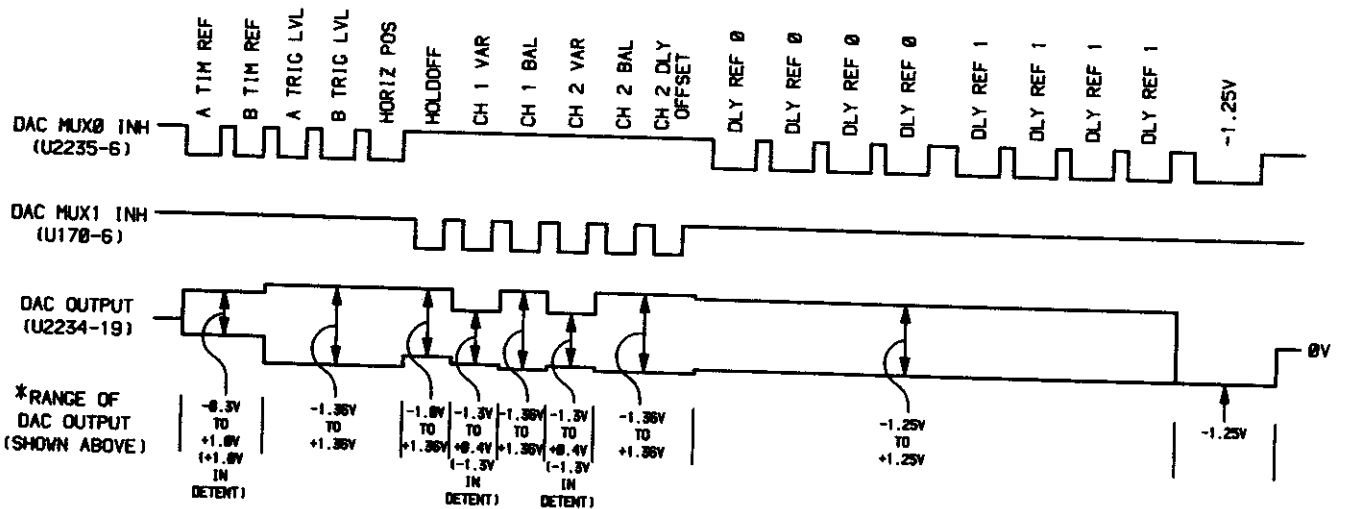 A TIM REF
B TIM REF
A TRIG LVL
B TRIG LVL
HORIZ POS
HOLDOFF
CH 1 VAR
CH 1 BAL
CH 2 VAR
CH 2 BAL
CH 2 DLY
OFFSET
DLY REF 0
DLY REF 0
DLY REF 0
DLY REF 0
DLY REF 1
DLY REF 1
DLY REF 1
DLY REF 1
-1.25V
DAC MUX0 INH
(U2235-6)
DAC MUX1 INH
(U170-6)
DAC OUTPUT
(U2234-19)
0V
*RANGE OF
DAC OUTPUT
(SHOWN ABOVE)
-0.3V
TO
+1.0V
(+1.0V
IN
DETENT)
-1.36V
TO
+1.36V
-1.0V
TO
+1.36V
-1.3V
TO
+0.4V
(-1.3V
IN
DETENT)
-1.36V
TO
+1.36V
-1.3V
TO
+0.4V
(-1.3V
IN
DETENT)
-1.36V
TO
+1.36V
-1.25V
TO
+1.25V
-1.25V